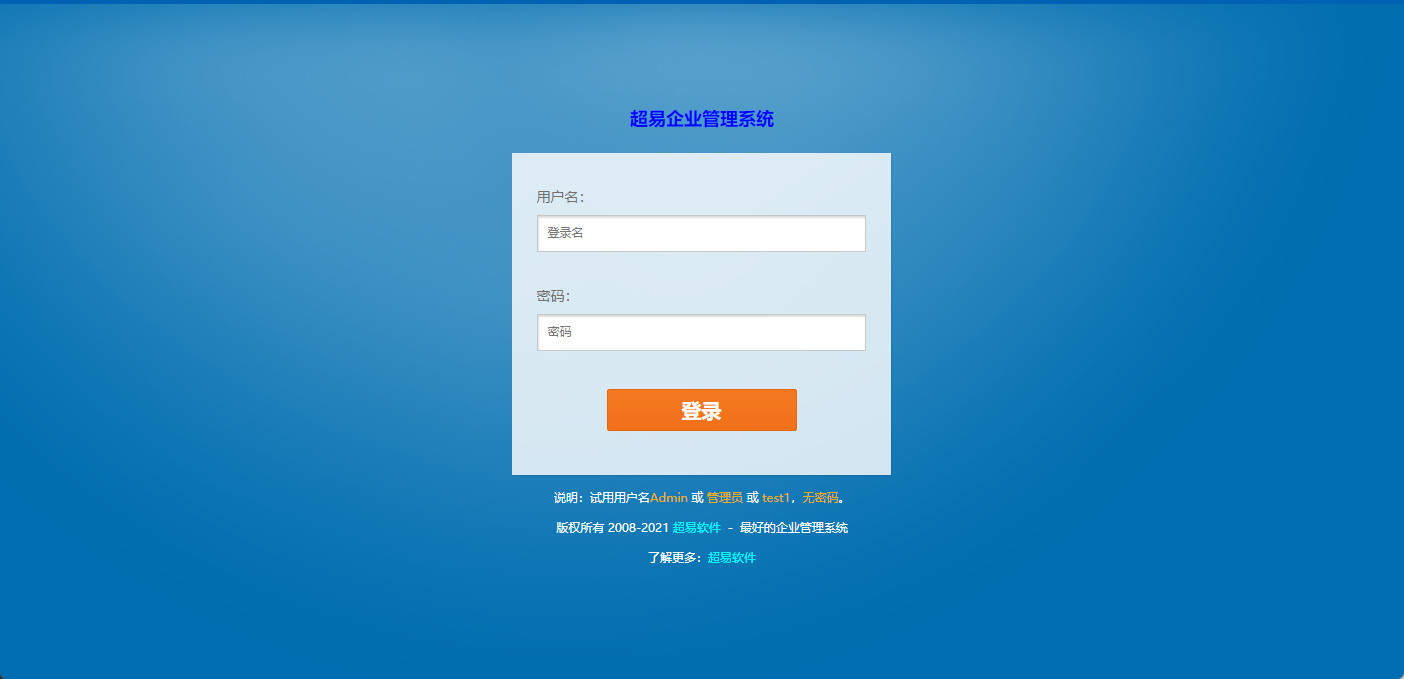 超易企业管理系统
用户名:
登录名
密码:
密码
登录
说明：试用用户名Admin 或 管理员 或 test1，无密码。
版权所有 2008-2021 超易软件 - 最好的企业管理系统
了解更多：超易软件